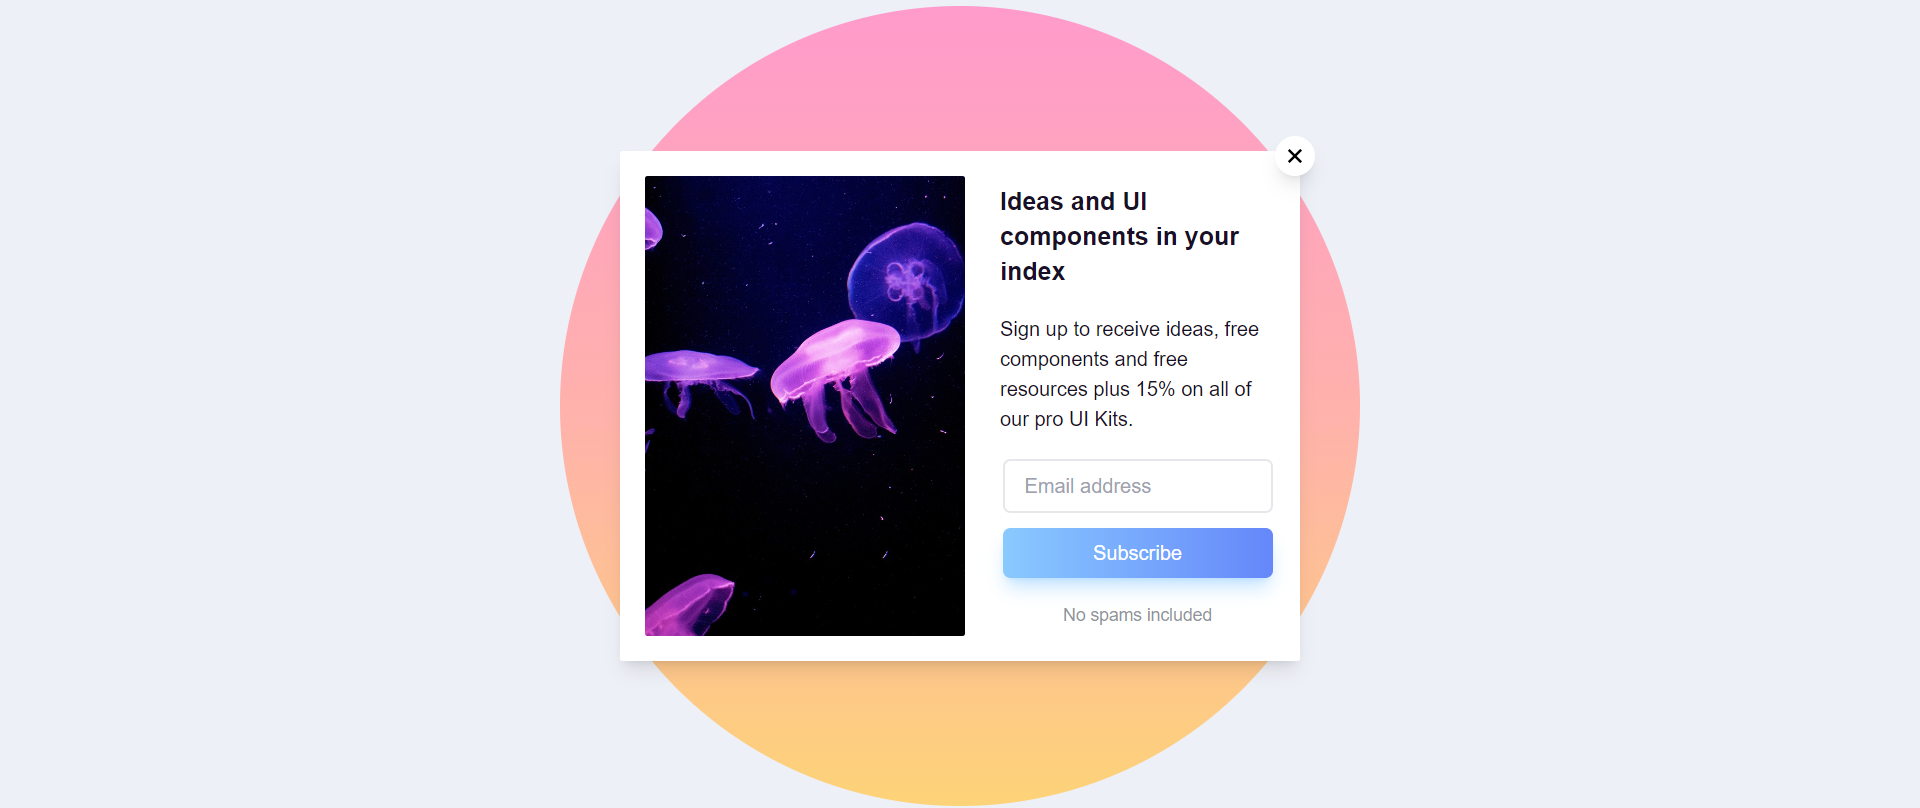 Ideas and UI
components in your
index
Sign up to receive ideas, free
components and free
resources plus 15% on all of
our pro UI Kits.
Email address
Subscribe
No spams included